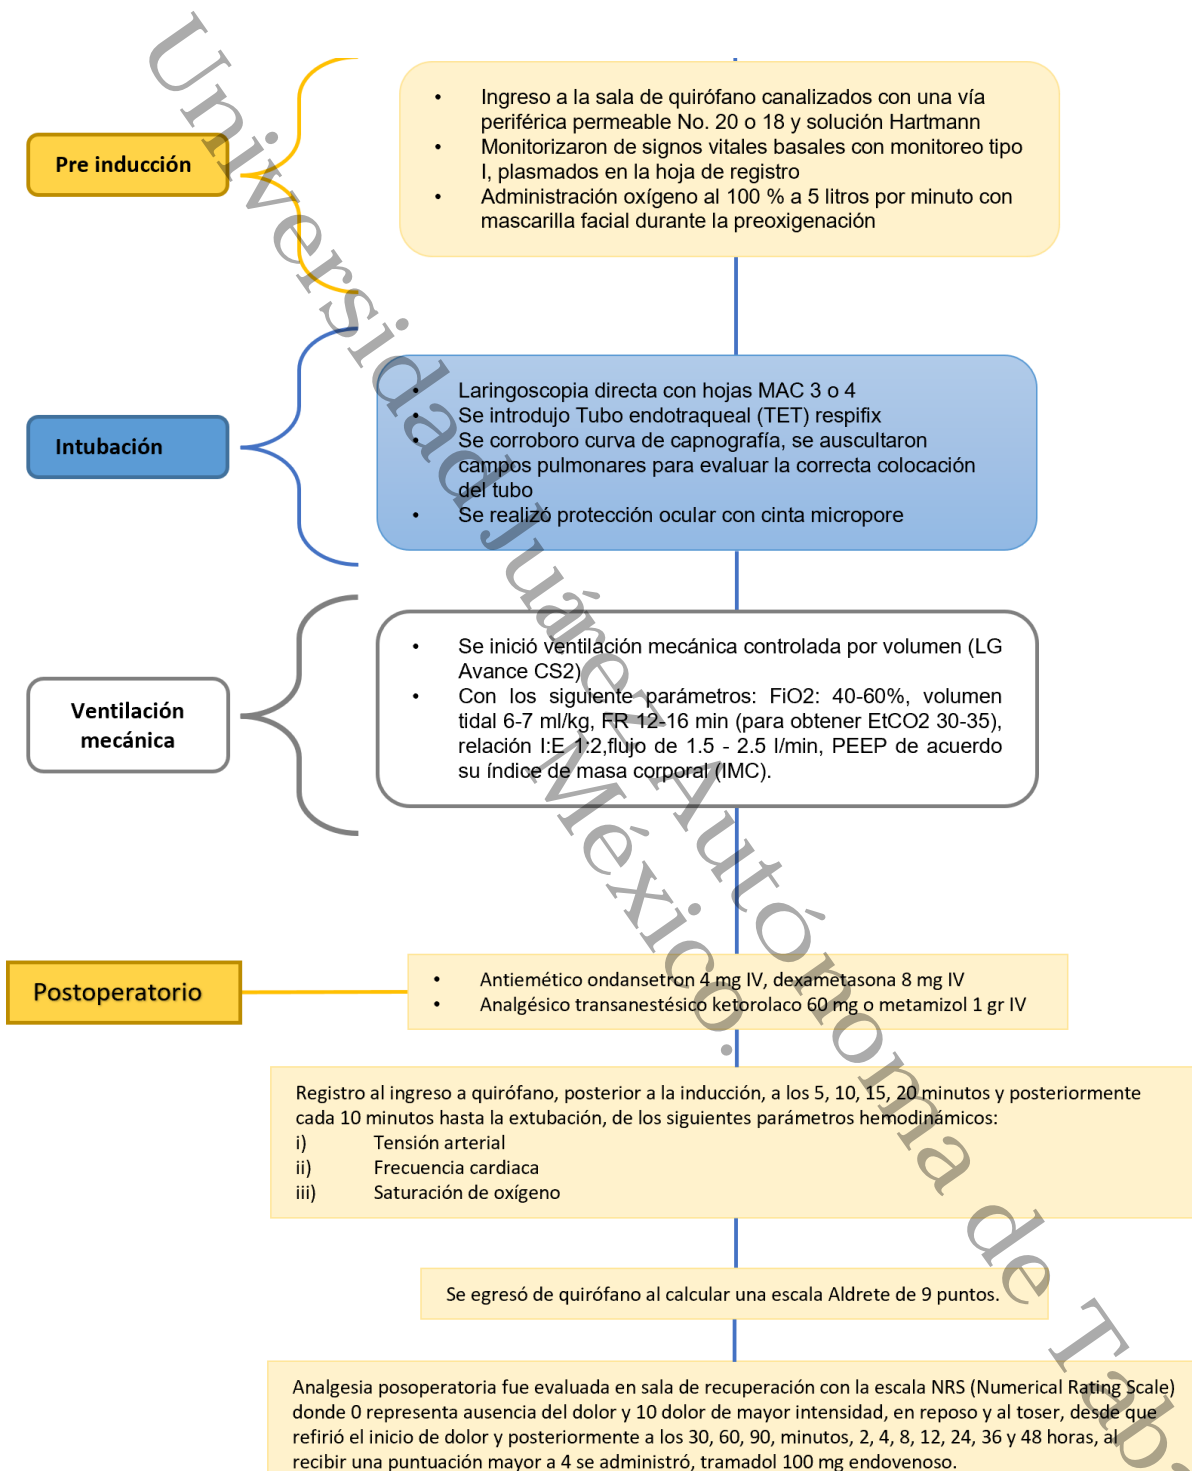 Pre inducción
• Ingreso a la sala de quirófano canalizados con una vía
periférica permeable No. 20 o 18 y solución Hartmann
• Monitorizaron de signos vitales basales con monitoreo tipo
I, plasmados en la hoja de registro
• Administración oxígeno al 100 % a 5 litros por minuto con
mascarilla facial durante la preoxigenación
Intubación
• Laringoscopia directa con hojas MAC 3 o 4
• Se introdujo Tubo endotraqueal (TET) respifix
• Se corroboro curva de capnografía, se auscultaron
campos pulmonares para evaluar la correcta colocación
del tubo
• Se realizó protección ocular con cinta micropore
Ventilación
mecánica
• Se inició ventilación mecánica controlada por volumen (LG
Avance CS2)
• Con los siguiente parámetros: FiO2: 40-60%, volumen
tidal 6-7 ml/kg, FR 12-16 min (para obtener EtCO2 30-35),
relación I:E 1:2,flujo de 1.5 - 2.5 l/min, PEEP de acuerdo
su índice de masa corporal (IMC).
Postoperatorio
• Antiemético ondansetron 4 mg IV, dexametasona 8 mg IV
• Analgésico transanestésico ketorolaco 60 mg o metamizol 1 gr IV
Registro al ingreso a quirófano, posterior a la inducción, a los 5, 10, 15, 20 minutos y posteriormente
cada 10 minutos hasta la extubación, de los siguientes parámetros hemodinámicos:
i) Tensión arterial
ii) Frecuencia cardiaca
iii) Saturación de oxígeno
Se egresó de quirófano al calcular una escala Aldrete de 9 puntos.
Analgesia posoperatoria fue evaluada en sala de recuperación con la escala NRS (Numerical Rating Scale)
donde 0 representa ausencia del dolor y 10 dolor de mayor intensidad, en reposo y al toser, desde que
refirió el inicio de dolor y posteriormente a los 30, 60, 90, minutos, 2, 4, 8, 12, 24, 36 y 48 horas, al
recibir una puntuación mayor a 4 se administró, tramadol 100 mg endovenoso.
Universidad Juárez Autónoma de Tab
México.